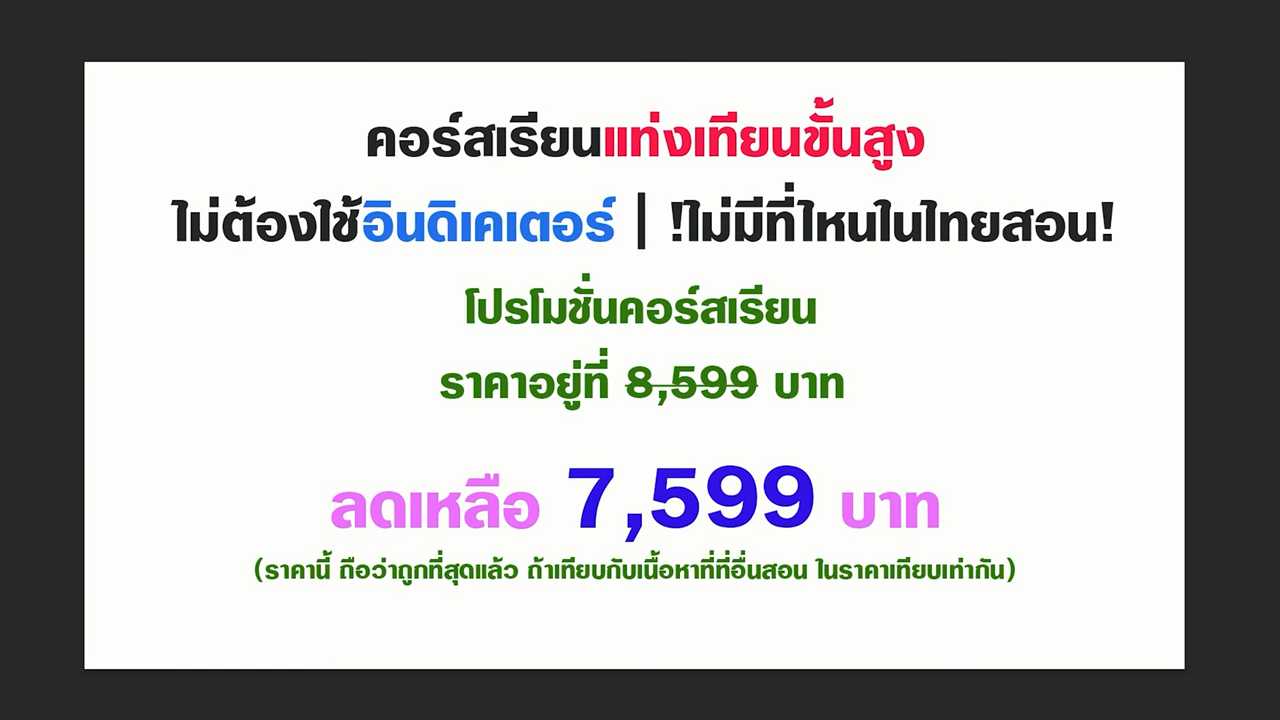 คอร์สเรียนแท่งเทียนขั้นสูง
ไม่ต้องใช้อินดิเคเตอร์ | !ไม่มีที่ไหนในไทยสอน!
โปรโมชั่นคอร์สเรียน
ราคาอยู่ที่ 8,599 บาท
ลดเหลือ 7,599 บาท
(ราคานี้ ถือว่าถูกที่สุดแล้ว ถ้าเทียบกับเนื้อหาที่ที่อื่นสอน ในราคาเทียบเท่ากัน)